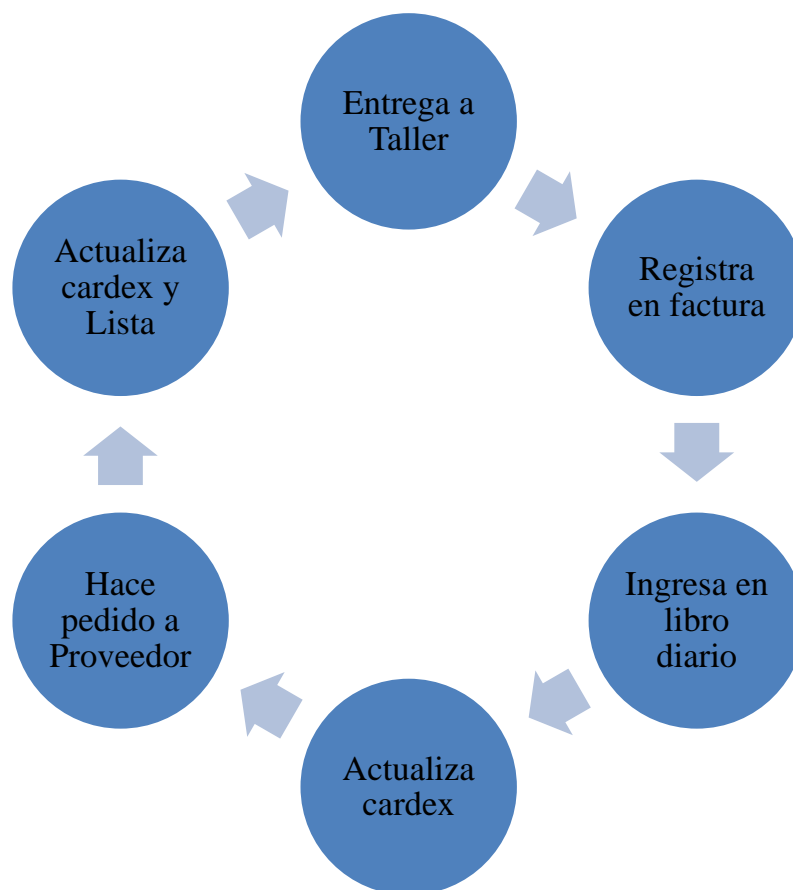 Entrega a
Taller
Registra
en factura
Ingresa en
libro
diario
Actualiza
cardex
Hace
pedido a
Proveedor
Actualiza
cardex y
Lista